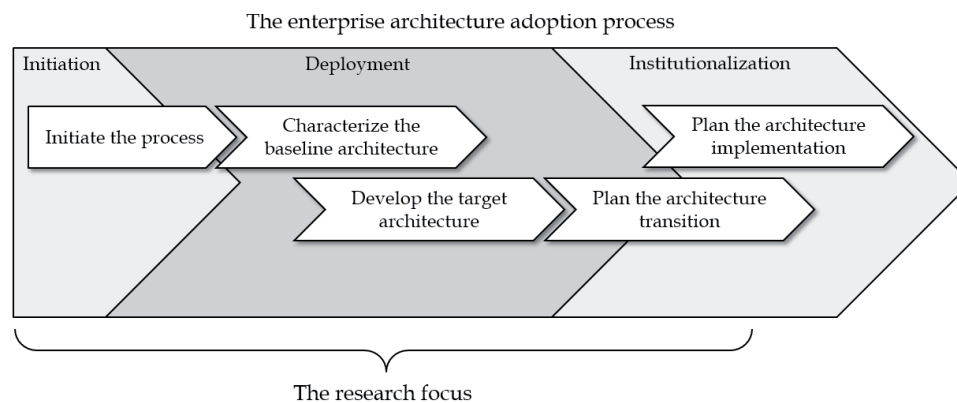 The enterprise architecture adoption process
Initiation
Deployment
Institutionalization
Initiate the process
Characterize the
baseline architecture
Plan the architecture
implementation
Develop the target
architecture
Plan the architecture
transition
The research focus